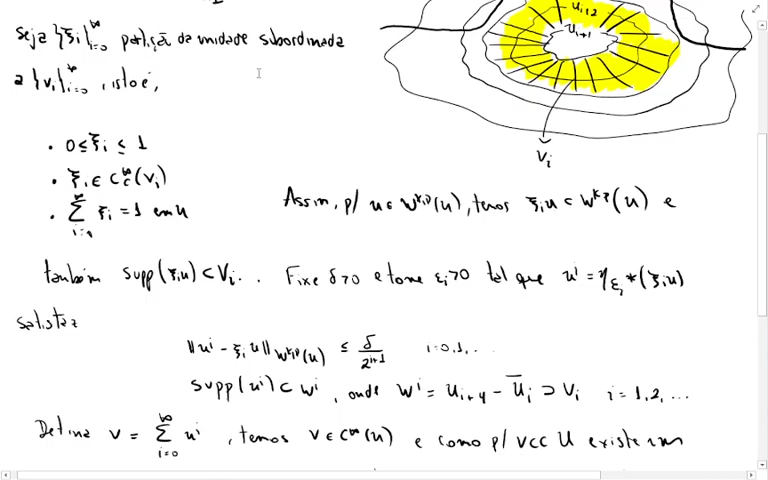 Seja {ξi}∞i=0 partição da unidade subordinada
a {Vi}∞i=0, isto é,
Ui+2
Ui+1
Vi
• 0 ≤ ξi ≤ 1
• ξi ∈ C∞c(Vi)
• ∑∞i=0 ξi = 1 em U
Assim, p/ u ∈ Wk,p(U), temos ξiu ∈ Wk,p(U) e
também supp(ξiu) ⊂ Vi. Fixe δ>0 e tome εi>0 tal que ui = ηεi * (ξiu)
satisfaz
||ui - ξiu||Wk,p(U) ≤ δ/2i+1 i=0,1,...
supp(ui) ⊂ Wi, onde Wi = Ui+4 - Ūi ⊃ Vi i=1,2,...
Defina v = ∑∞i=0 ui, temos v ∈ C∞(U) e como p/ V⊂⊂U existem